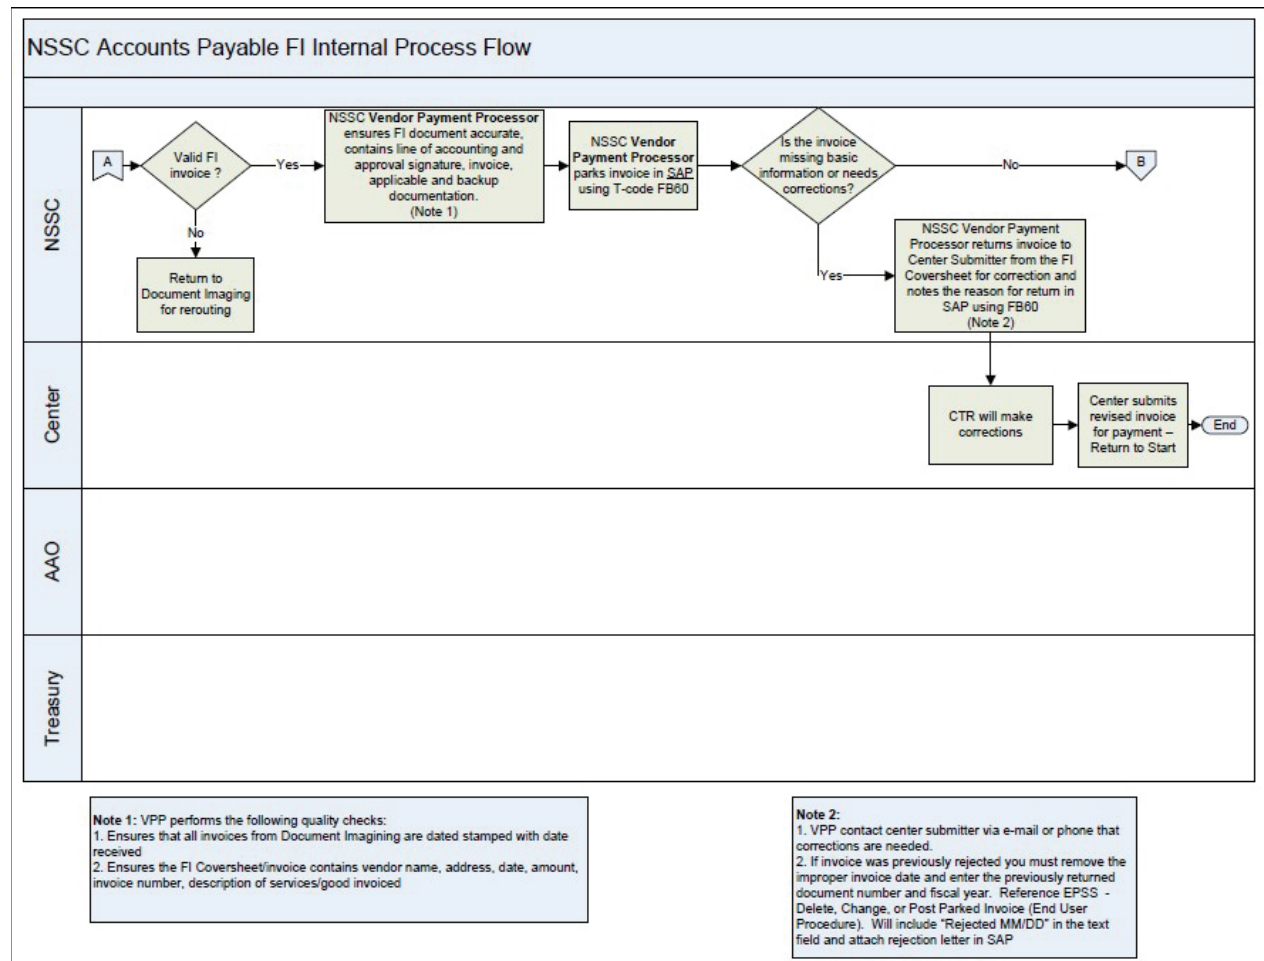 NSSC Accounts Payable FI Internal Process Flow
NSSC
A
Valid FI
invoice ?
Yes
No
Return to
Document Imaging
for rerouting
NSSC Vendor Payment Processor
ensures FI document accurate,
contains line of accounting and
approval signature, invoice,
applicable and backup
documentation.
(Note 1)
NSSC Vendor
Payment Processor
parks invoice in SAP
using T-code FB60
Is the invoice
missing basic
information or needs
corrections?
No
B
Yes
NSSC Vendor Payment
Processor returns invoice to
Center Submitter from the FI
Coversheet for correction and
notes the reason for return in
SAP using FB60
(Note 2)
Center
CTR will make
corrections
Center submits
revised invoice
for payment –
Return to Start
End
AAO
Treasury
Note 1: VPP performs the following quality checks:
1. Ensures that all invoices from Document Imagining are dated stamped with date
received
2. Ensures the FI Coversheet/invoice contains vendor name, address, date, amount,
invoice number, description of services/good invoiced
Note 2:
1. VPP contact center submitter via e-mail or phone that
corrections are needed.
2. If invoice was previously rejected you must remove the
improper invoice date and enter the previously returned
document number and fiscal year. Reference EPSS -
Delete, Change, or Post Parked Invoice (End User
Procedure). Will include "Rejected MM/DD" in the text
field and attach rejection letter in SAP